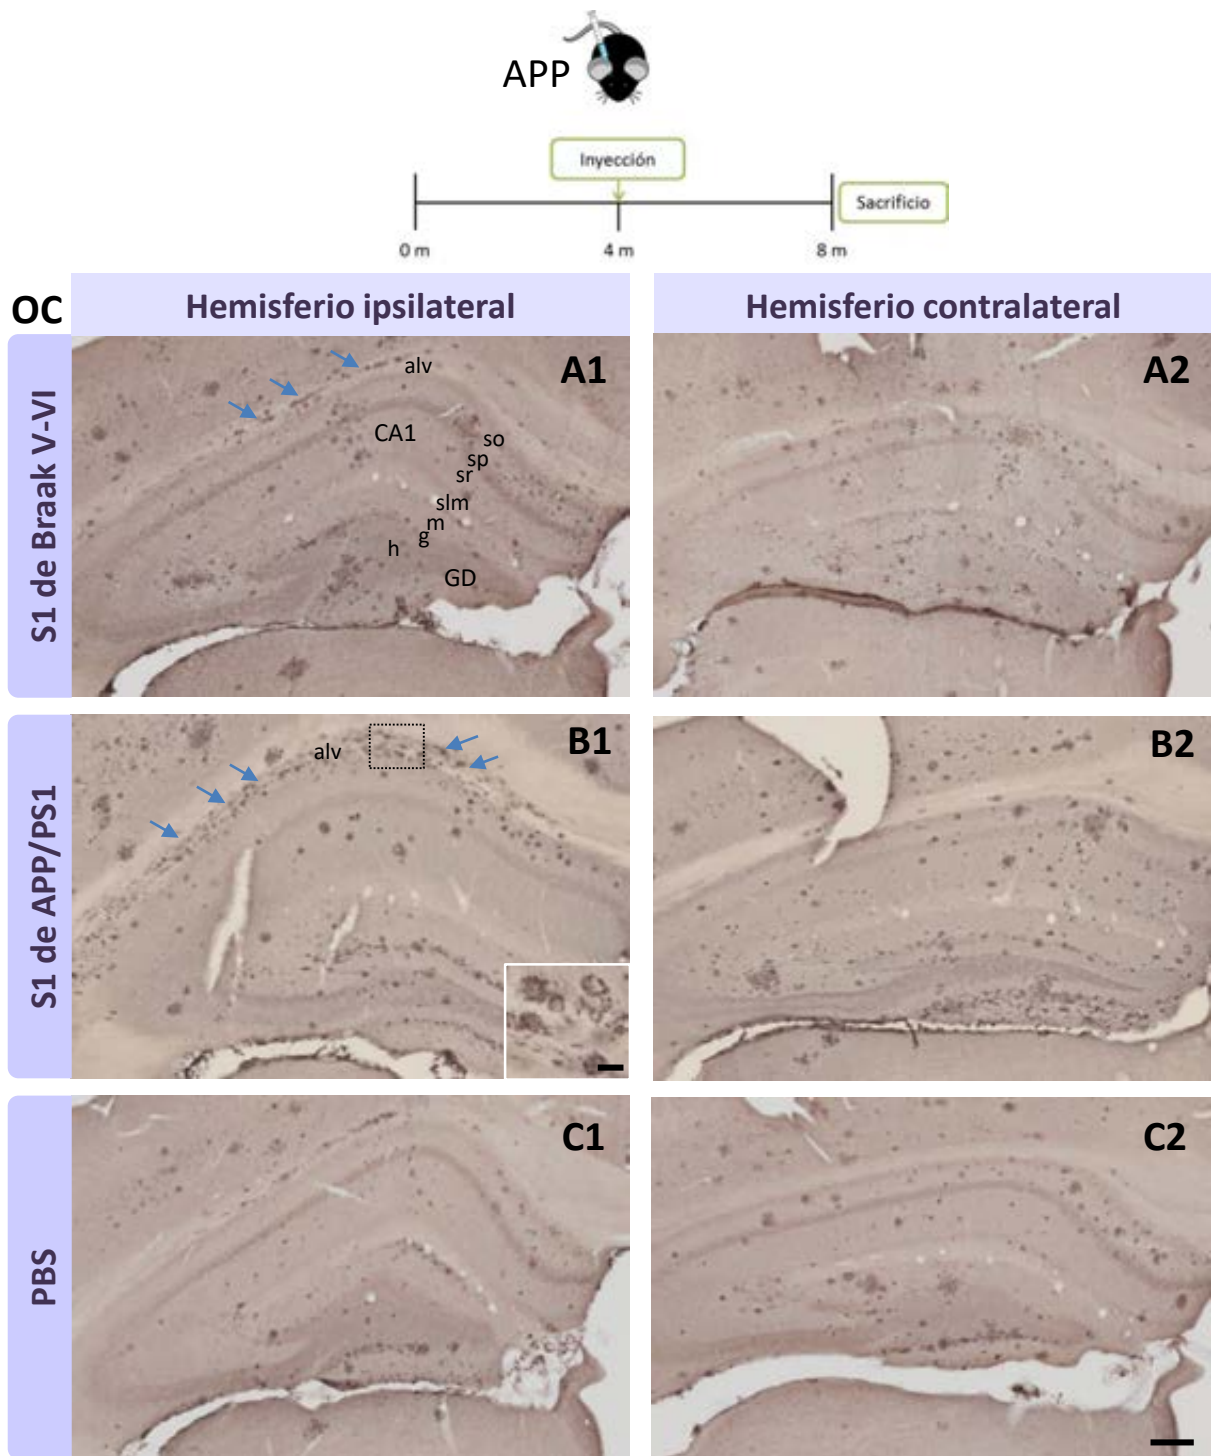 APP
Inyección
Sacrificio
0 m
4 m
8 m
OC
Hemisferio ipsilateral
Hemisferio contralateral
S1 de Braak V-VI
alv
A1
CA1
so
sp
sr
slm
m
g
h
GD
A2
S1 de APP/PS1
alv
B1
B2
PBS
C1
C2